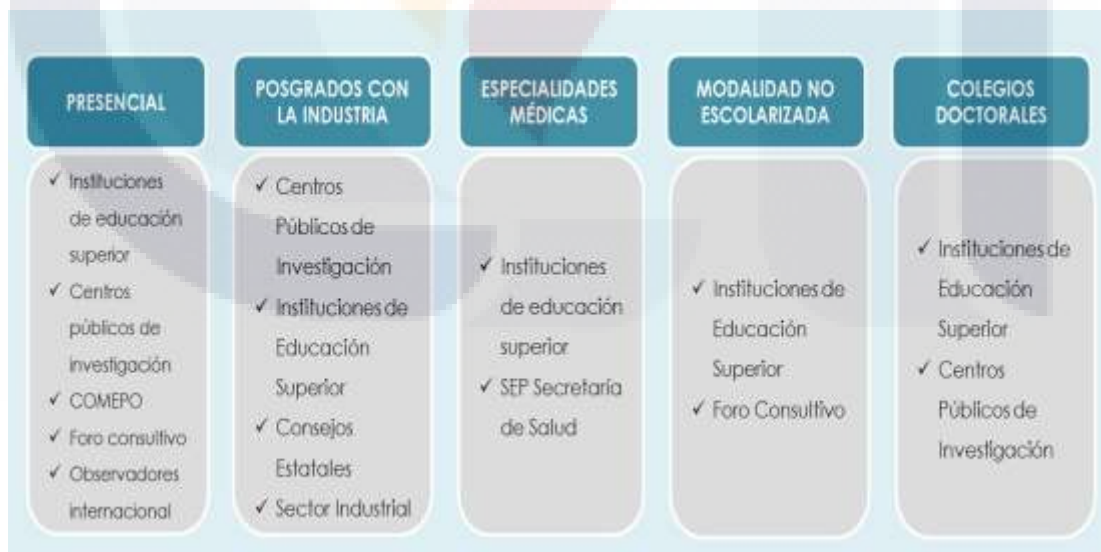 PRESENCIAL
✓ Instituciones
de educación
superior
✓ Centros
públicos de
investigación
✓ COMEPO
✓ Foro consultivo
✓ Observadores
internacional
POSGRADOS CON
LA INDUSTRIA
✓ Centros
Públicos de
Investigación
✓ Instituciones de
Educación
Superior
✓ Consejos
Estatales
✓ Sector Industrial
ESPECIALIDADES
MÉDICAS
✓ Instituciones
de educación
superior
✓ SEP Secretaría
de Salud
MODALIDAD NO
ESCOLARIZADA
✓ Instituciones de
Educación
Superior
✓ Foro Consultivo
COLEGIOS
DOCTORALES
✓ Instituciones de
Educación
Superior
✓ Centros
Públicos de
Investigación